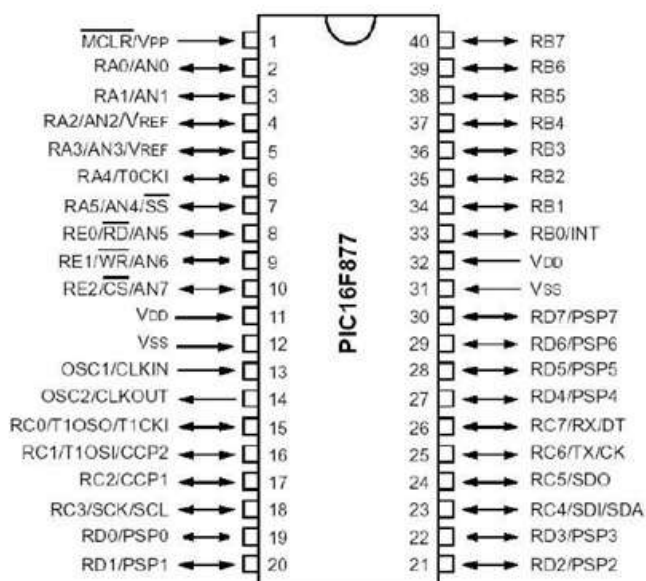 MCLR/VPP 1 40 RB7
RA0/AN0 2 39 RB6
RA1/AN1 3 38 RB5
RA2/AN2/VREF 4 37 RB4
RA3/AN3/VREF 5 36 RB3
RA4/T0CKI 6 35 RB2
RA5/AN4/SS 7 34 RB1
RE0/RD/AN5 8 33 RB0/INT
RE1/WR/AN6 9 32 VDD
RE2/CS/AN7 10 31 VSS
VDD 11 30 RD7/PSP7
VSS 12 29 RD6/PSP6
OSC1/CLKIN 13 28 RD5/PSP5
OSC2/CLKOUT 14 27 RD4/PSP4
RC0/T1OSO/T1CKI 15 26 RC7/RX/DT
RC1/T1OSI/CCP2 16 25 RC6/TX/CK
RC2/CCP1 17 24 RC5/SDO
RC3/SCK/SCL 18 23 RC4/SDI/SDA
RD0/PSP0 19 22 RD3/PSP3
RD1/PSP1 20 21 RD2/PSP2
PIC16F877